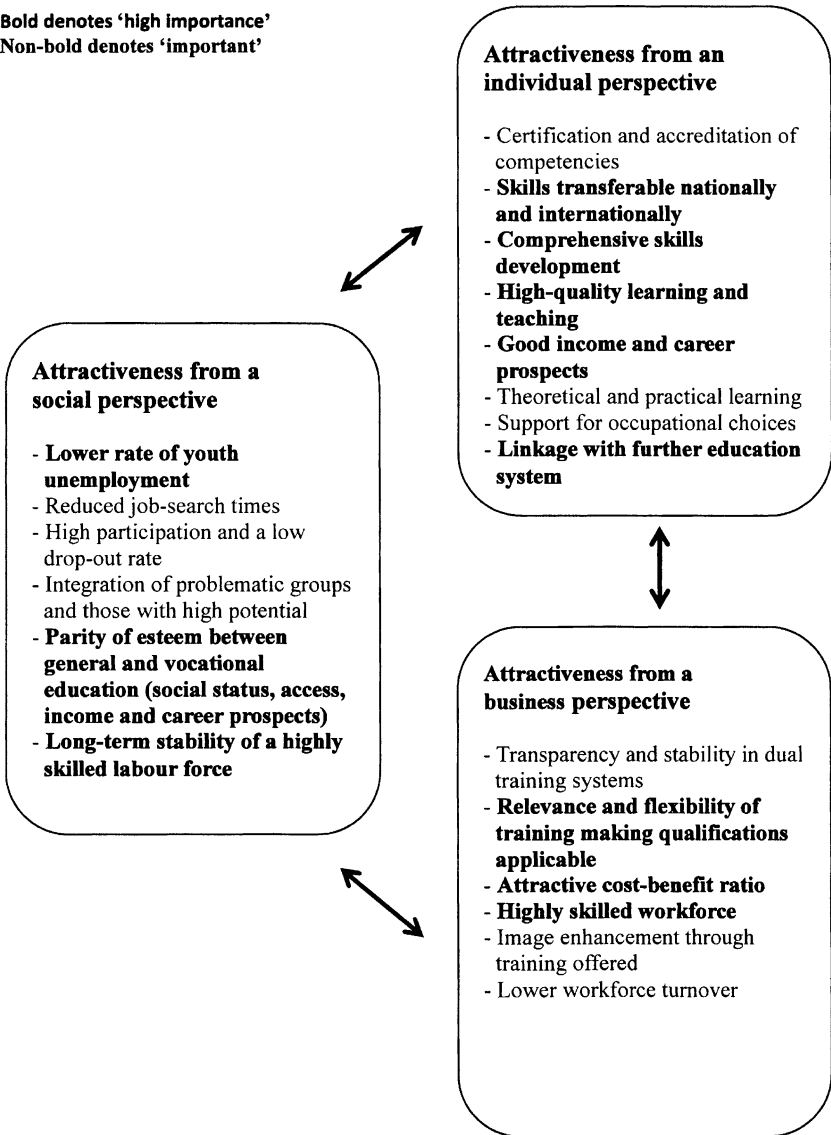 Bold denotes ‘high importance’
Non-bold denotes ‘important’
Attractiveness from an
individual perspective
- Certification and accreditation of
competencies
- Skills transferable nationally
and internationally
- Comprehensive skills
development
- High-quality learning and
teaching
- Good income and career
prospects
- Theoretical and practical learning
- Support for occupational choices
- Linkage with further education
system
Attractiveness from a
social perspective
- Lower rate of youth
unemployment
- Reduced job-search times
- High participation and a low
drop-out rate
- Integration of problematic groups
and those with high potential
- Parity of esteem between
general and vocational
education (social status, access,
income and career prospects)
- Long-term stability of a highly
skilled labour force
Attractiveness from a
business perspective
- Transparency and stability in dual
training systems
- Relevance and flexibility of
training making qualifications
applicable
- Attractive cost-benefit ratio
- Highly skilled workforce
- Image enhancement through
training offered
- Lower workforce turnover